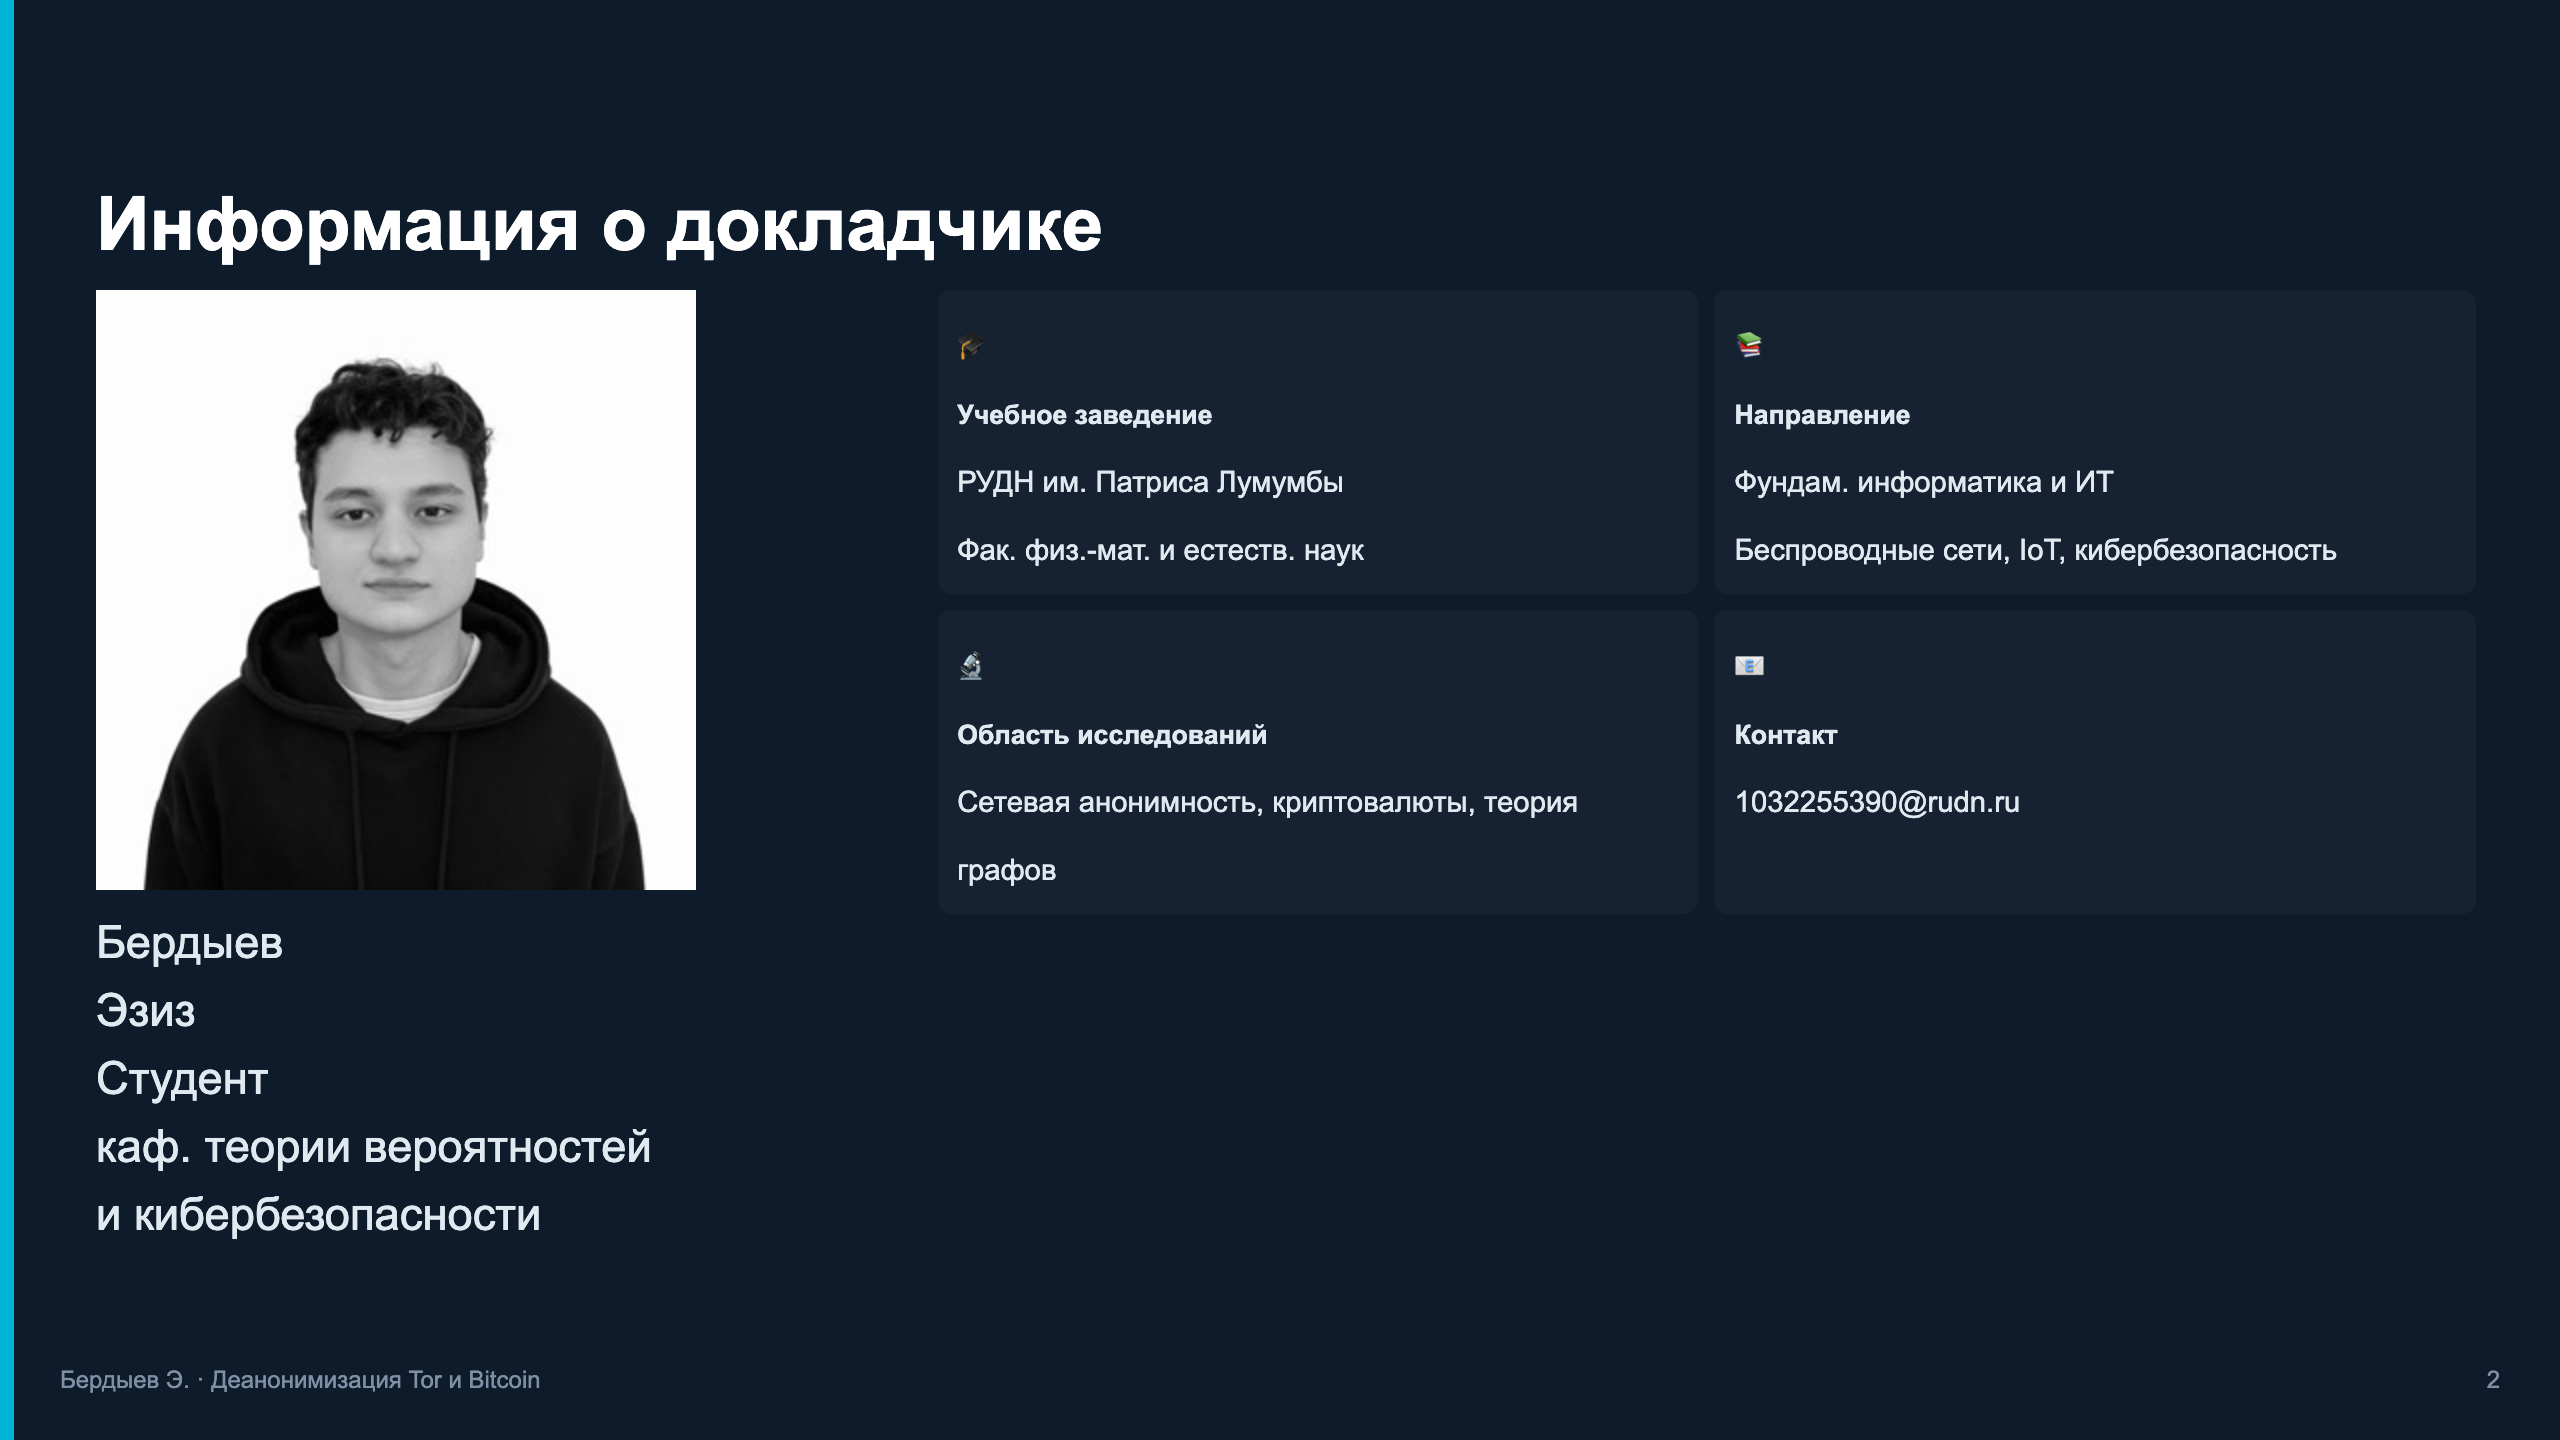 Информация о докладчике
Бердыев
Эзиз
Студент
каф. теории вероятностей
и кибербезопасности
Учебное заведение
РУДН им. Патриса Лумумбы
Фак. физ.-мат. и естеств. наук
Направление
Фундам. информатика и ИТ
Беспроводные сети, IoT, кибербезопасность
Область исследований
Сетевая анонимность, криптовалюты, теория
графов
Контакт
1032255390@rudn.ru
Бердыев Э. · Деанонимизация Tor и Bitcoin
2